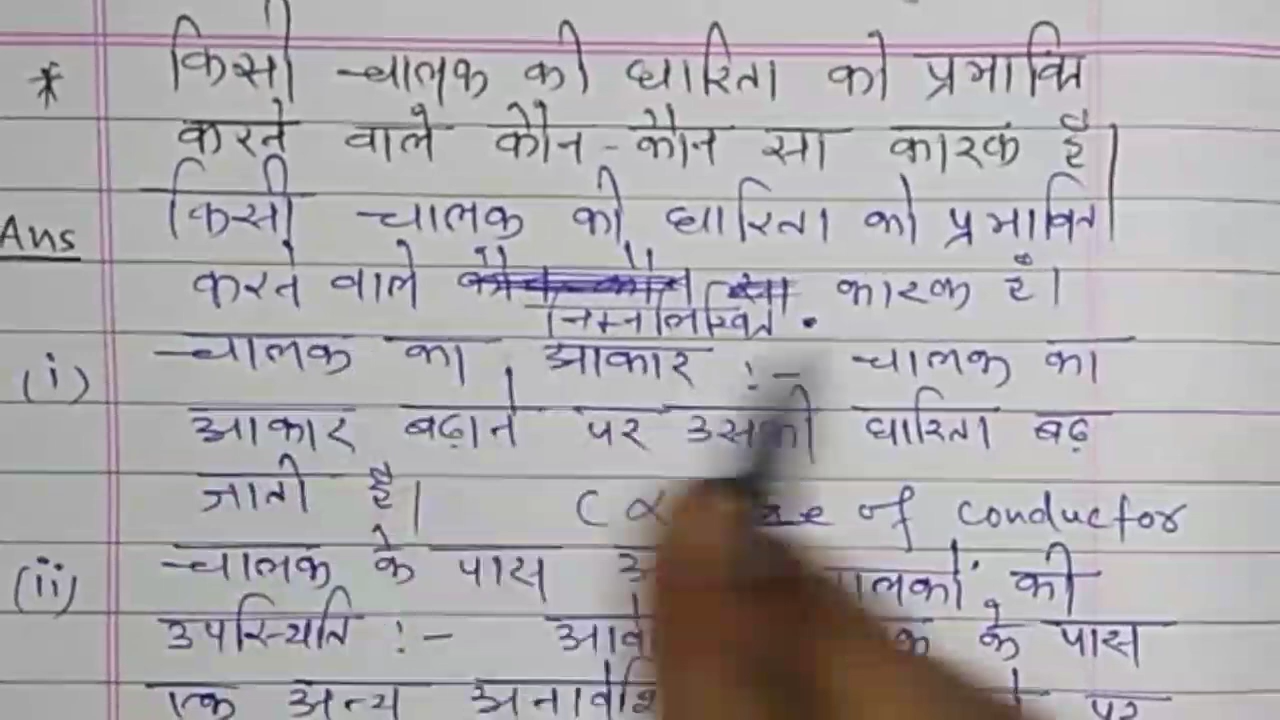 * किसी चालक की धारिता को प्रभावित
करने वाले कौन-कौन सा कारक है।
Ans किसी चालक की धारिता को प्रभावित
करने वाले कारक हैं।
निम्नलिखित
(i) चालक का आकार :- चालक का
आकार बढ़ाने पर उसकी धारिता बढ़
जाती है। C α of conductor
(ii) चालक के पास की
उपस्थिति :- के पास
एक अन्य पर